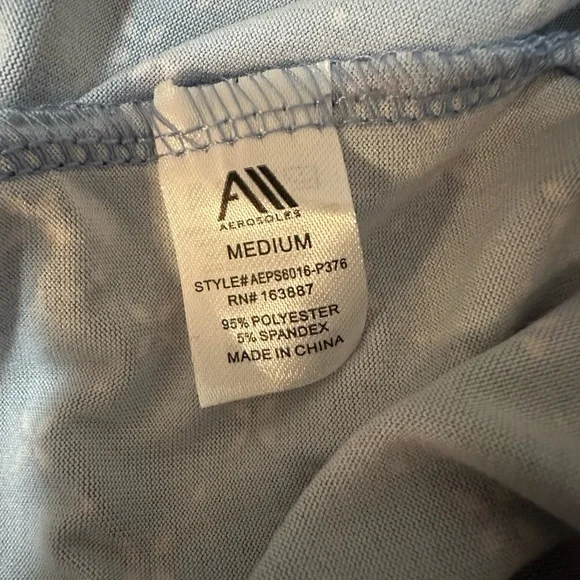 AEROSOLES
MEDIUM
STYLE# AEPS6016-P376
RN# 163887
95% POLYESTER
5% SPANDEX
MADE IN CHINA